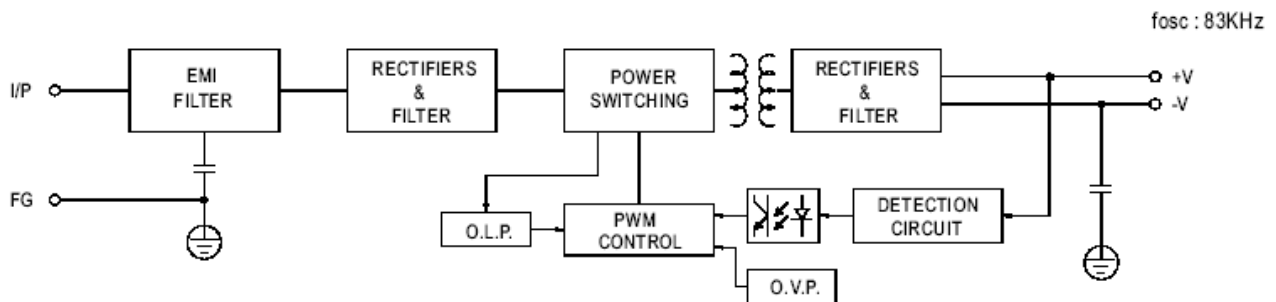 fosc : 83KHz
I/P
EMI
FILTER
RECTIFIERS
&
FILTER
POWER
SWITCHING
RECTIFIERS
&
FILTER
+V
-V
FG
O.L.P.
PWM
CONTROL
DETECTION
CIRCUIT
O.V.P.